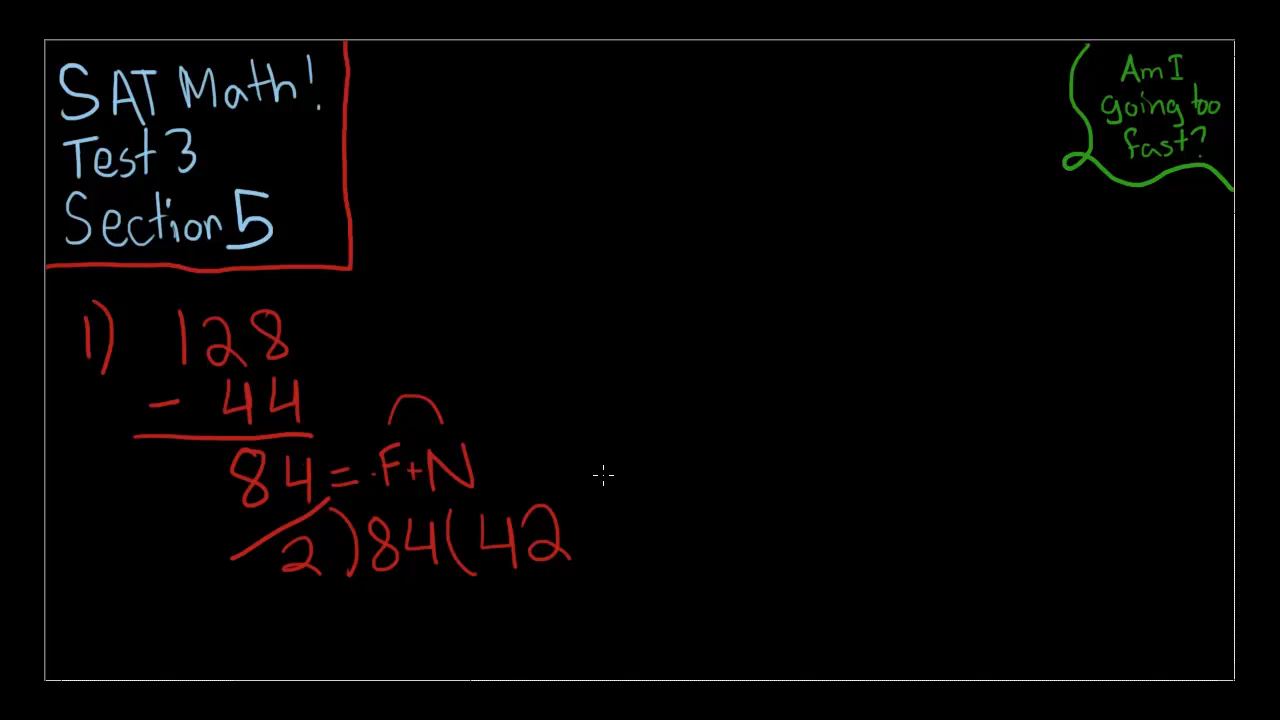 SAT Math!
Test 3
Section 5
Am I
going too
fast?
1) 128
- 44
84 = F+N
2)84(42